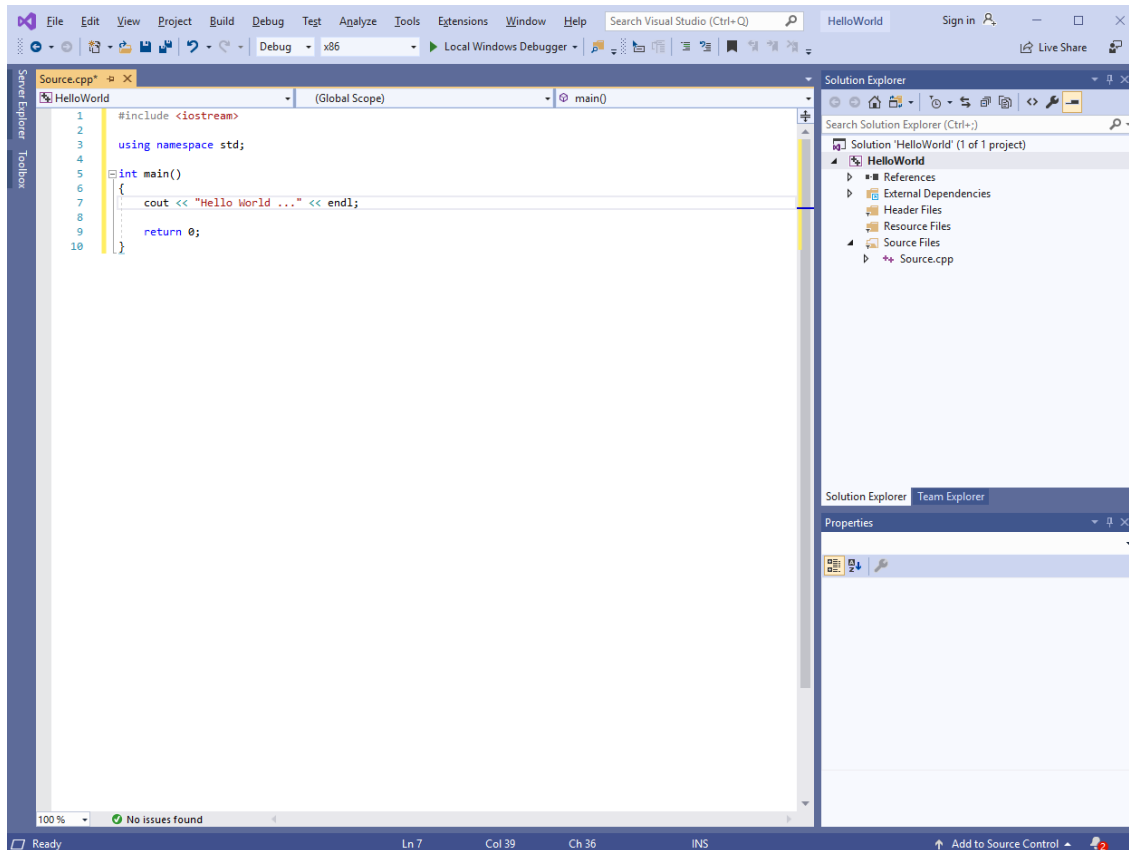 File Edit View Project Build Debug Test Analyze Tools Extensions Window Help Search Visual Studio (Ctrl+Q) HelloWorld Sign in
Debug x86 Local Windows Debugger Live Share
Server Explorer
Toolbox
Source.cpp*
HelloWorld (Global Scope) main()
1 #include <iostream>
2
3 using namespace std;
4
5 int main()
6 {
7 cout << "Hello World ..." << endl;
8
9 return 0;
10 }
100 % No issues found
Solution Explorer
Search Solution Explorer (Ctrl+;)
Solution 'HelloWorld' (1 of 1 project)
HelloWorld
References
External Dependencies
Header Files
Resource Files
Source Files
Source.cpp
Solution Explorer Team Explorer
Properties
Ready Ln 7 Col 39 Ch 36 INS Add to Source Control 2